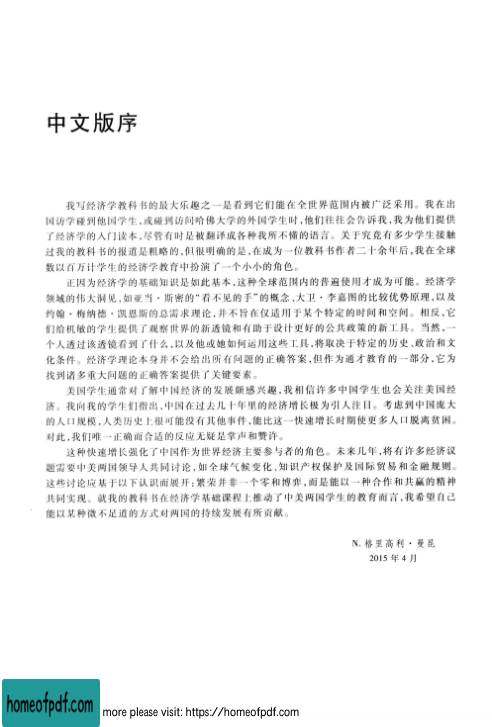 中文版序
我写经济学教科书的最大乐趣之一是看到它们能在全世界范围内被广泛采用。我在出
国访学碰到他国学生,或碰到访问哈佛大学的外国学生时,他们往往会告诉我,我为他们提供
了经济学的入门读本,尽管有时是被翻译成各种我所不懂的语言。关于究竟有多少学生接触
过我的教科书的报道是粗略的,但很明确的是,在成为一位教科书作者二十余年后,我在全球
数以百万计学生的经济学教育中扮演了一个小小的角色。
正因为经济学的基础知识是如此基本,这种全球范围内的普遍使用才成为可能。经济学
领域的伟大洞见,如亚当·斯密的“看不见的手”的概念、大卫·李嘉图的比较优势原理,以及
约翰·梅纳德·凯恩斯的总需求理论,并不旨在仅适用于某个特定的时间和空间。相反,它
们给机敏的学生提供了观察世界的新透镜和有助于设计更好的公共政策的新工具。当然,一
个人透过该透镜看到了什么,以及他或她如何运用这些工具,将取决于特定的历史、政治和文
化条件。经济学理论本身并不会给出所有问题的正确答案,但作为通才教育的一部分,它为
找到诸多重大问题的正确答案提供了关键要素。
美国学生通常对了解中国经济的发展颇感兴趣,我相信许多中国学生也会关注美国经
济。我向我的学生们指出,中国在过去几十年里的经济增长极为引人注目。考虑到中国庞大
的人口规模,人类历史上很可能没有其他事件,能比这一快速增长时期使更多人口脱离贫困。
对此,我们唯一正确而合适的反应无疑是掌声和赞许。
这种快速增长强化了中国作为世界经济主要参与者的角色。未来几年,将有许多经济议
题需要中美两国领导人共同讨论,如全球气候变化、知识产权保护及国际贸易和金融规则。
这些讨论应基于以下认识而展开:繁荣并非一个零和博弈,而是能以一种合作和共赢的精神
共同实现。就我的教科书在经济学基础课程上推动了中美两国学生的教育而言,我希望自己
能以某种微不足道的方式对两国的持续发展有所贡献。
N. 格里高利·曼昆
2015 年 4 月
homeofpdf.com
more please visit: https://homeofpdf.com